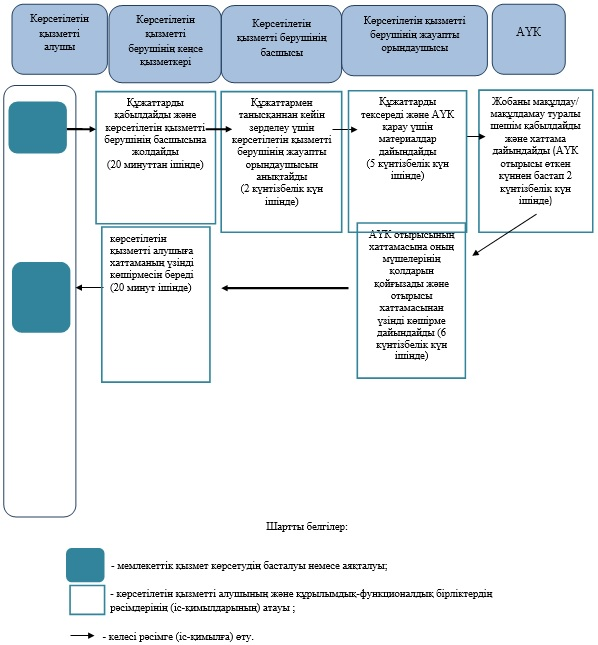 Көрсетілетін
қызметті
алушы
Көрсетілетін
қызметті
берушінің кеңсе
қызметкері
Көрсетілетін
қызметті берушінің
басшысы
Көрсетілетін қызметті
берушінің жауапты
орындаушысы
АҮК
Құжаттарды
қабылдайды және
көрсетілетін қызметті
берушінің басшысына
жолдайды
(20 минуттан ішінде)
Құжаттармен
танысқаннан кейін
зерделеу үшін
көрсетілетін қызметті
берушінің жауапты
орындаушысын
анықтайды
(2 күнтізбелік күн
ішінде)
Құжаттарды
тексереді және АҮК
қарау үшін
материалдар
дайындайды
(5 күнтізбелік күн
ішінде)
Жобаны мақұлдау/
мақұлдамау туралы
шешім қабылдайды
және хаттама
дайындайды (АҮК
отырысы өткен
күннен бастап 2
күнтізбелік күн
ішінде)
көрсетілетін
қызметті алушыға
хаттаманың үзінді
көшірмесін береді
(20 минут ішінде)
АҮК отырысының
хаттамасына оның
мүшелерінің
қолдарын
қойғызады және
отырысы
хаттамасынан
үзінді көшірме
дайындайды (6
күнтізбелік күн
ішінде)
Шартты белгілер:
- мемлекеттік қызмет көрсетудің басталуы немесе аяқталуы;
- көрсетілетін қызметті алушының және құрылымдық-функционалдық бірліктердің
рәсімдерінің (іс-қимылдарының) атауы ;
- келесі рәсімге (іс-қимылға) өту.